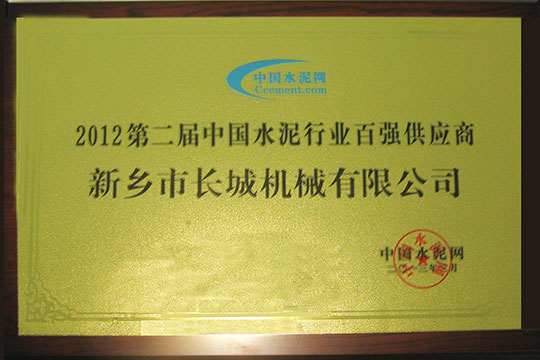 中国水泥网
Ccement.com
2012第二届中国水泥行业百强供应商
新乡市长城机械有限公司
中国水泥网